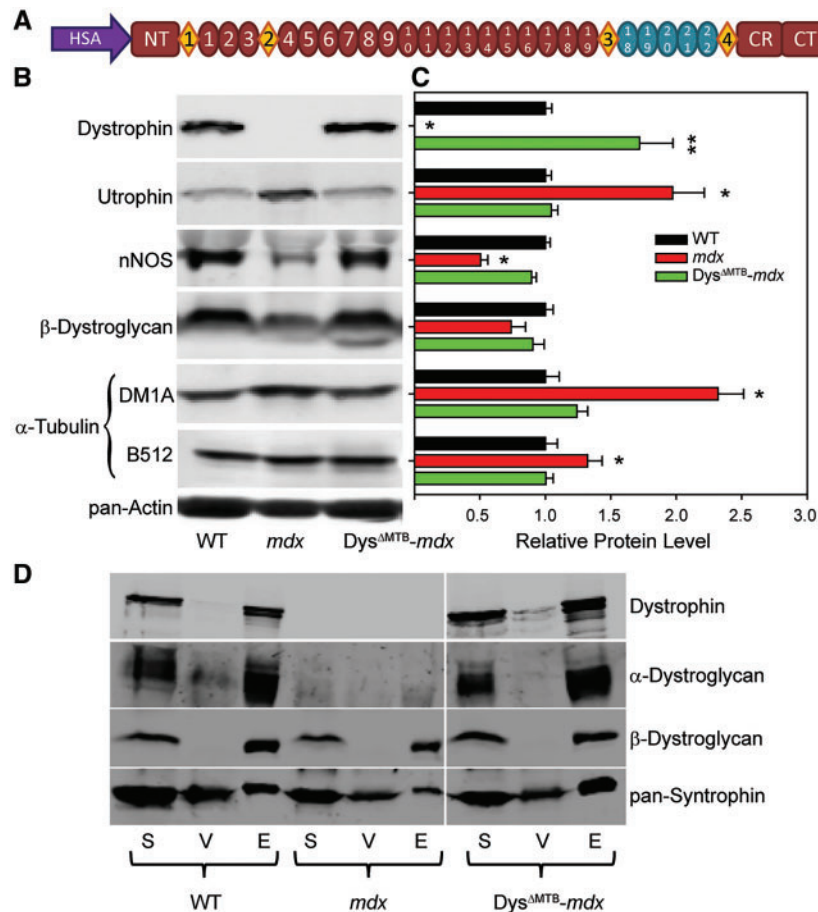 A
HSA NT 1 1 2 3 2 4 5 6 7 8 9 10 11 12 13 14 15 16 17 18 19 3 18 19 20 21 22 4 CR CT
B
Dystrophin
Utrophin
nNOS
β-Dystroglycan
α-Tubulin
DM1A
B512
pan-Actin
WT mdx Dys^ΔMTB-mdx
C
*
**
*
*
*
*
WT
mdx
Dys^ΔMTB-mdx
0.5 1.0 1.5 2.0 2.5 3.0
Relative Protein Level
D
Dystrophin
α-Dystroglycan
β-Dystroglycan
pan-Syntrophin
S V E S V E S V E
WT mdx Dys^ΔMTB-mdx